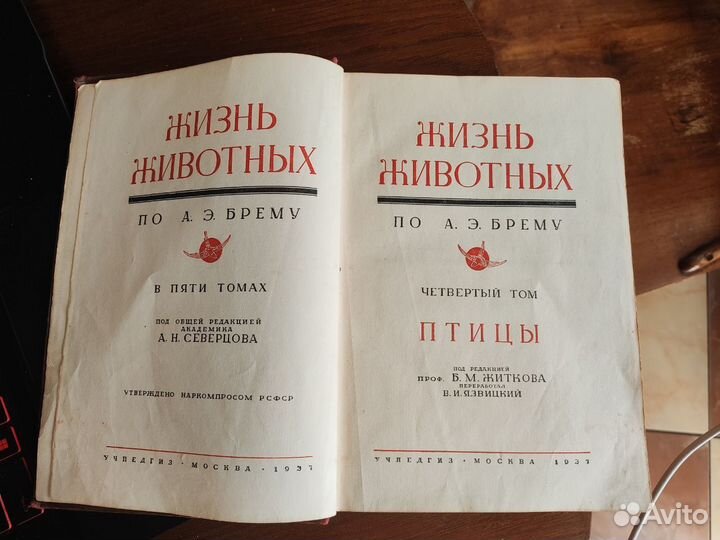 ЖИЗНЬ
ЖИВОТНЫХ
ПО А. Э. БРЕМУ
В ПЯТИ ТОМАХ
ПОД ОБЩЕЙ РЕДАКЦИЕЙ
АКАДЕМИКА
А. Н. СЕВЕРЦОВА
УТВЕРЖДЕНО НАРКОМПРОСОМ РСФСР
УЧПЕДГИЗ · МОСКВА · 1937
ЖИЗНЬ
ЖИВОТНЫХ
ПО А. Э. БРЕМУ
ЧЕТВЕРТЫЙ ТОМ
ПТИЦЫ
ПОД РЕДАКЦИЕЙ
ПРОФ. Б. М. ЖИТКОВА
ПЕРЕРАБОТАЛ
В. И. ЯЗВИЦКИЙ
УЧПЕДГИЗ · МОСКВА 1937
Avito